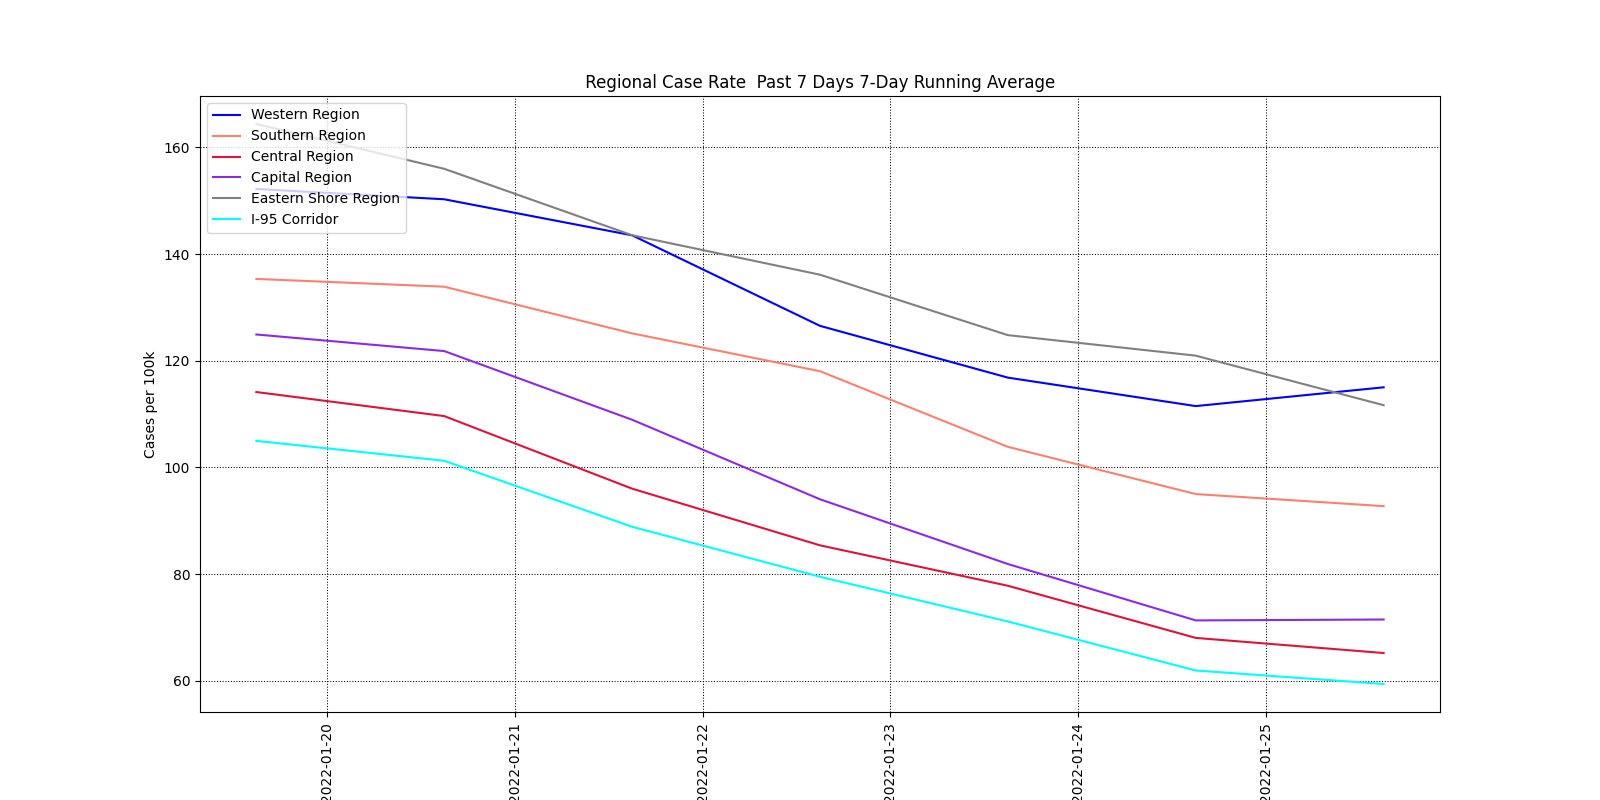 Regional Case Rate  Past 7 Days 7-Day Running Average
Western Region
Southern Region
Central Region
Capital Region
Eastern Shore Region
I-95 Corridor
Cases per 100k
160
140
120
100
80
60
2022-01-20
2022-01-21
2022-01-22
2022-01-23
2022-01-24
2022-01-25